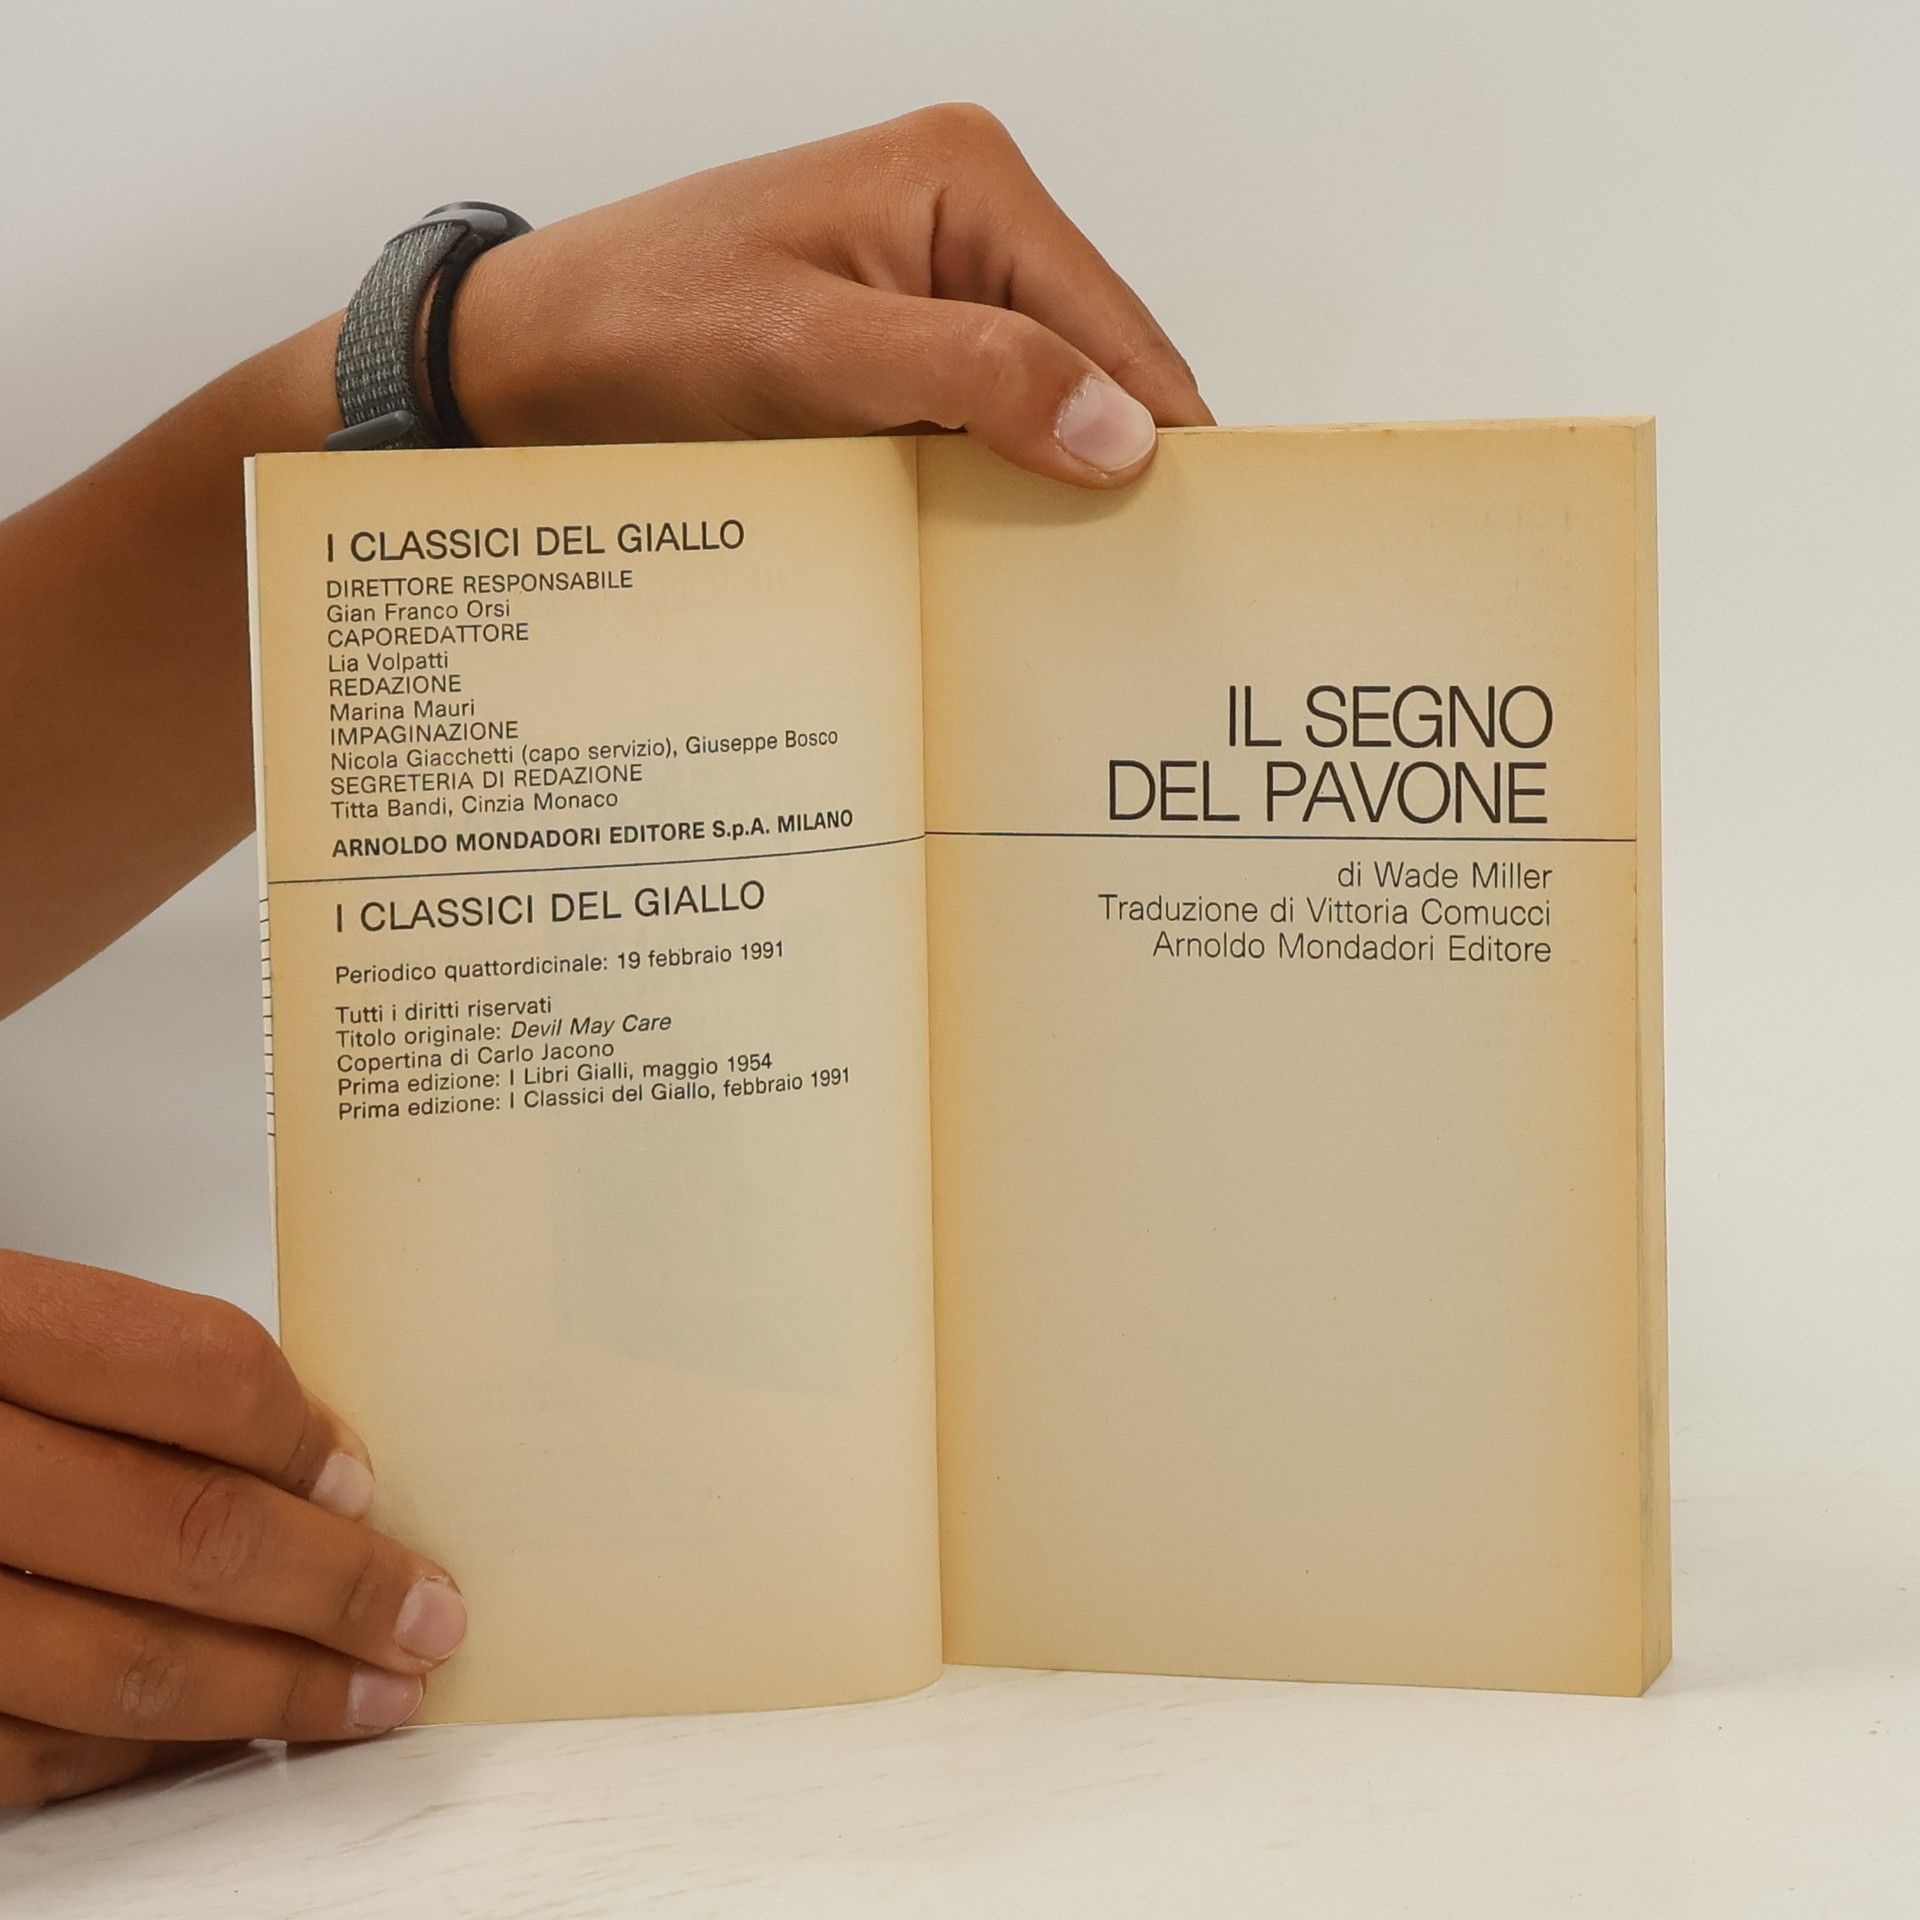 I CLASSICI DEL GIALLO
DIRETTORE RESPONSABILE
Gian Franco Orsi
CAPOREDATTORE
Lia Volpatti
REDAZIONE
Marina Mauri
IMPAGINAZIONE
Nicola Giacchetti (capo servizio), Giuseppe Bosco
SEGRETERIA DI REDAZIONE
Titta Bandi, Cinzia Monaco
ARNOLDO MONDADORI EDITORE S.p.A. MILANO
I CLASSICI DEL GIALLO
Periodico quattordicinale: 19 febbraio 1991
Tutti i diritti riservati
Titolo originale: Devil May Care
Copertina di Carlo Jacono
Prima edizione: I Libri Gialli, maggio 1954
Prima edizione: I Classici del Giallo, febbraio 1991
IL SEGNO
DEL PAVONE
di Wade Miller
Traduzione di Vittoria Comucci
Arnoldo Mondadori Editore